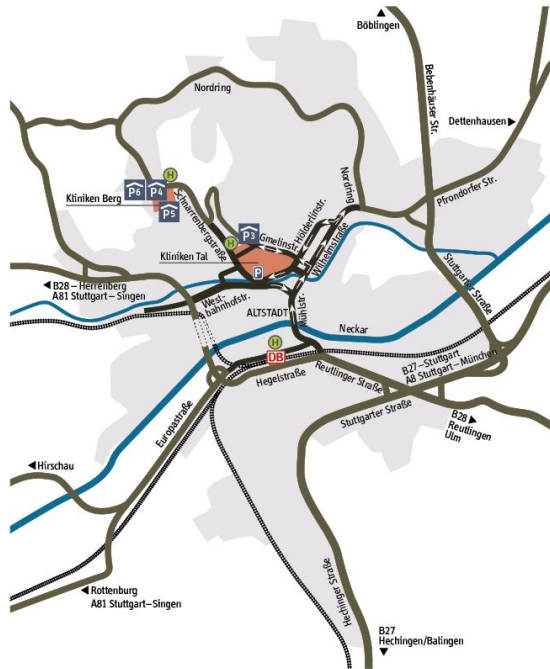 Böblingen
Bebenhäuser Str.
Nordring
Dettenhausen
H
P6
P4
Kliniken Berg
P5
Schnarrenbergstraße
Nordring
Pfrondorfer Str.
Hölderlinstr.
P3
H
Gmelinstr.
Kliniken Tal
P
Wilhelmstraße
Stuttgarter Straße
B28 – Herrenberg
A81 Stuttgart – Singen
West-
bahnhofstr.
ALTSTADT
Mühlstr.
Neckar
H
DB
Hegelstraße
Reutlinger Straße
B27 – Stuttgart
A8 Stuttgart – München
Stuttgarter Straße
B28
Reutlingen
Ulm
Europastraße
Hirschau
Rottenburg
A81 Stuttgart – Singen
Hechinger Straße
B27
Hechingen/Balingen